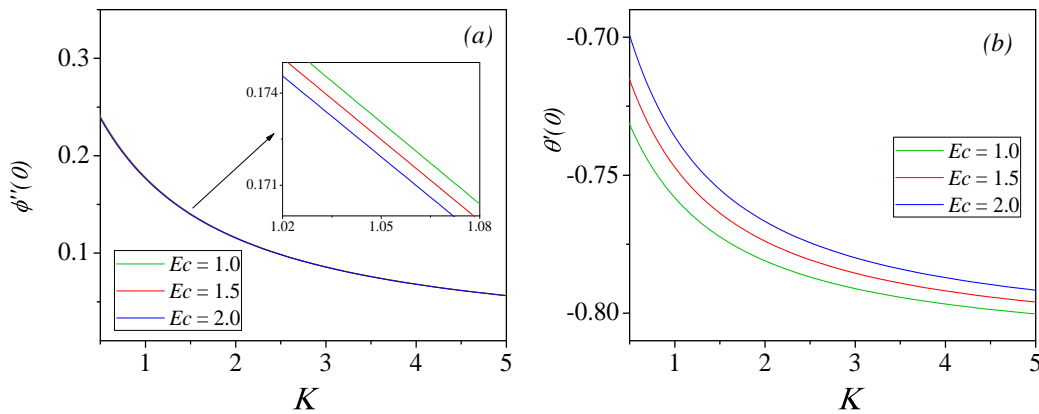 (a)
0.3
0.2
0.1
ϕ''(0)
0.174
0.171
1.02 1.05 1.08
Ec = 1.0
Ec = 1.5
Ec = 2.0
1 2 3 4 5
K
(b)
-0.70
-0.75
-0.80
θ'(0)
Ec = 1.0
Ec = 1.5
Ec = 2.0
1 2 3 4 5
K